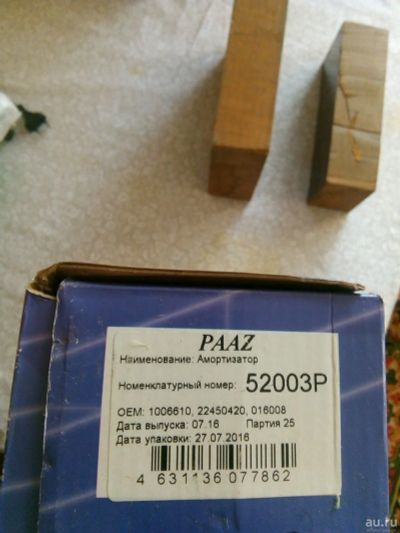 PAAZ
Наименование: Амортизатор
Номенклатурный номер: 52003Р
OEM: 1006610, 22450420, 016008
Дата выпуска: 07.16 Партия 25
Дата упаковки: 27.07.2016
4 631136 077862
au.ru